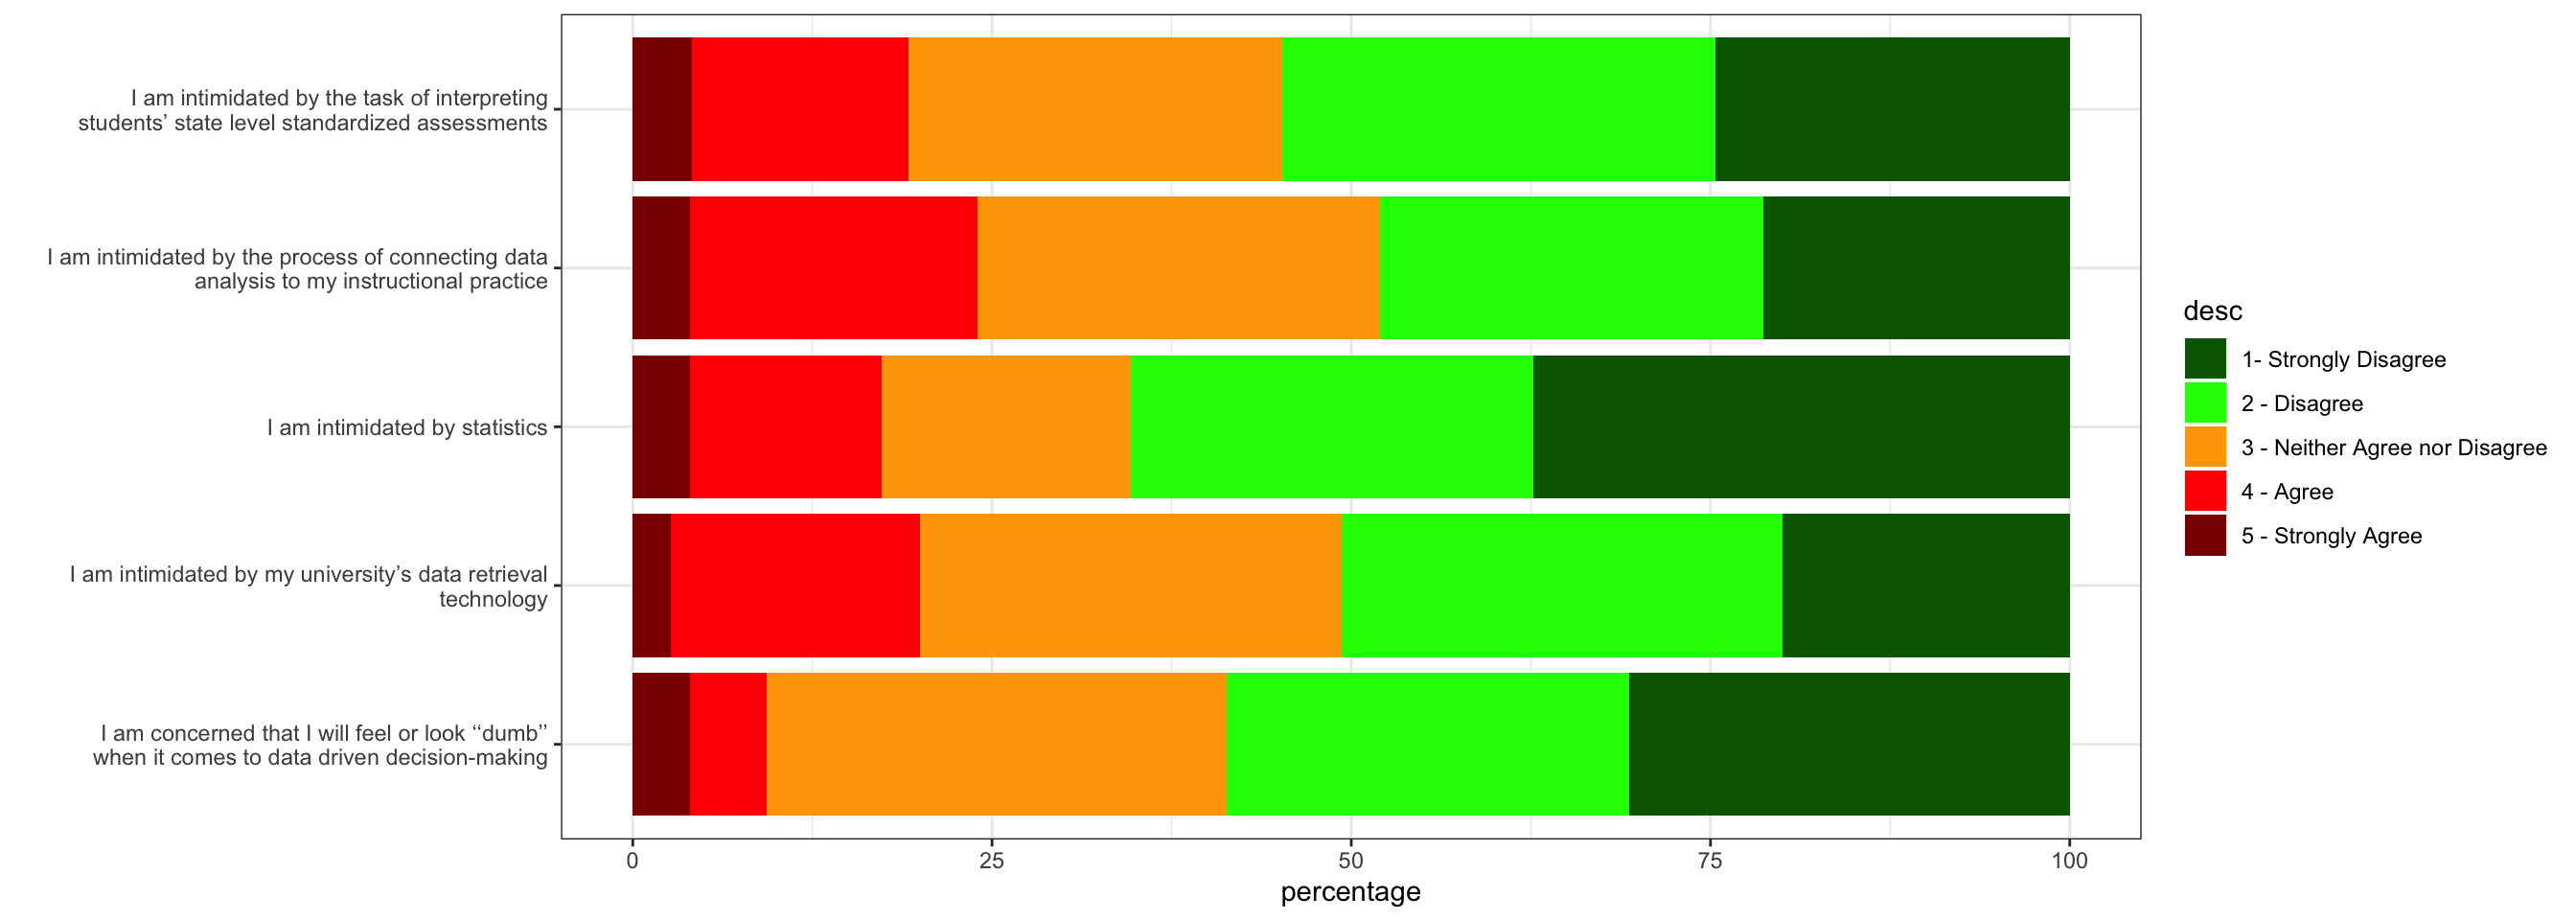 I am intimidated by the task of interpreting
students’ state level standardized assessments
I am intimidated by the process of connecting data
analysis to my instructional practice
I am intimidated by statistics
I am intimidated by my university’s data retrieval
technology
I am concerned that I will feel or look ‘‘dumb’’
when it comes to data driven decision-making
0
25
50
75
100
percentage
desc
1- Strongly Disagree
2 - Disagree
3 - Neither Agree nor Disagree
4 - Agree
5 - Strongly Agree